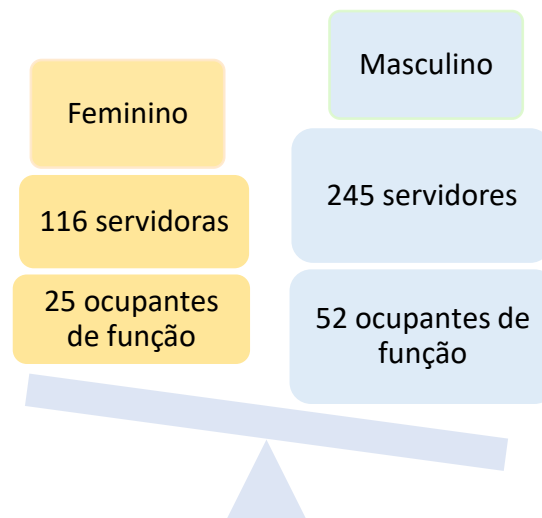 Feminino
116 servidoras
25 ocupantes
de função
Masculino
245 servidores
52 ocupantes de
função